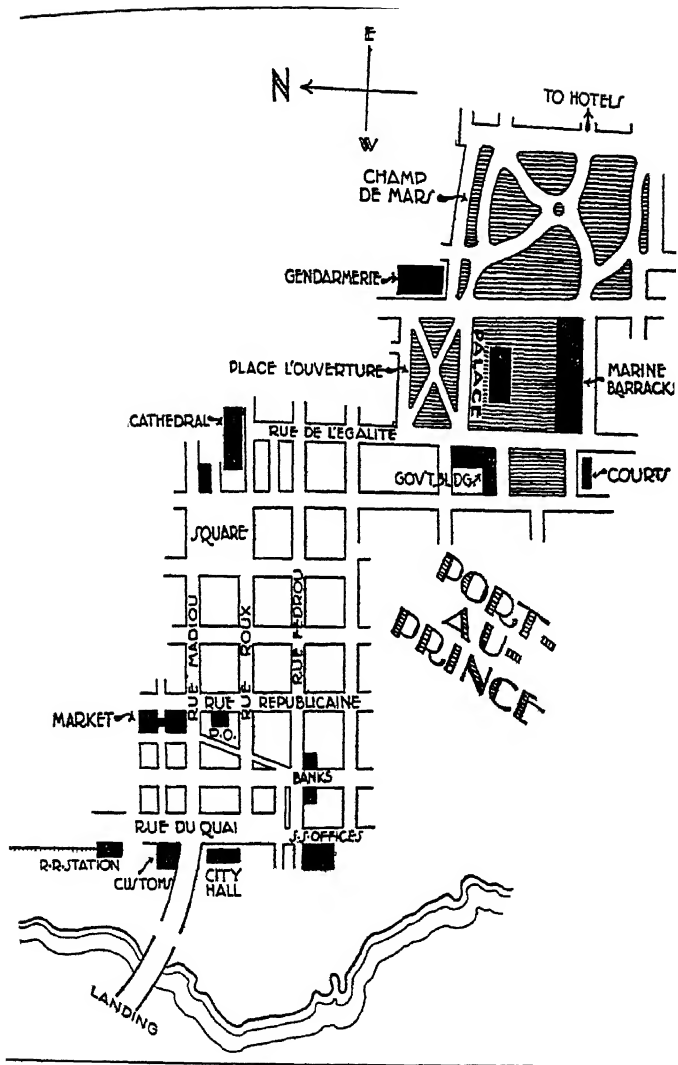 E
N
W
TO HOTELS
CHAMP
DE MARS
GENDARMERIE
PLACE L'OUVERTURE
PALACE
MARINE
BARRACKS
CATHEDRAL
RUE DE L'EGALITE
GOV'T. BLDG.
COURTS
SQUARE
PORT-
AU-
PRINCE
RUE MADIOU
RUE ROUX
RUE FEDROU
RUE REPUBLICAINE
MARKET
P.O.
BANKS
RUE DU QUAI
S.S. OFFICES
R.R. STATION
CUSTOMS
CITY
HALL
LANDING